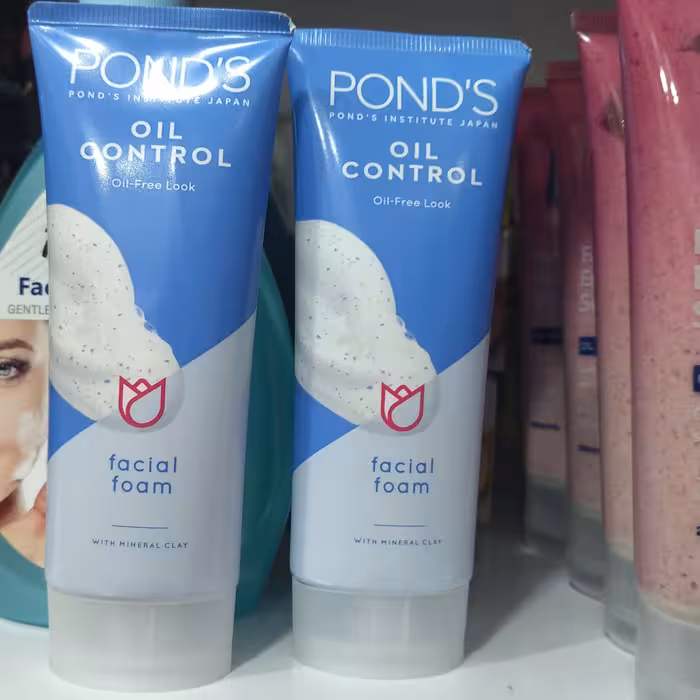 POND'S
POND'S INSTITUTE JAPAN
OIL
CONTROL
Oil-Free Look
facial
foam
WITH MINERAL CLAY
POND'S
POND'S INSTITUTE JAPAN
OIL
CONTROL
Oil-Free Look
facial
foam
WITH MINERAL CLAY
GENTLE